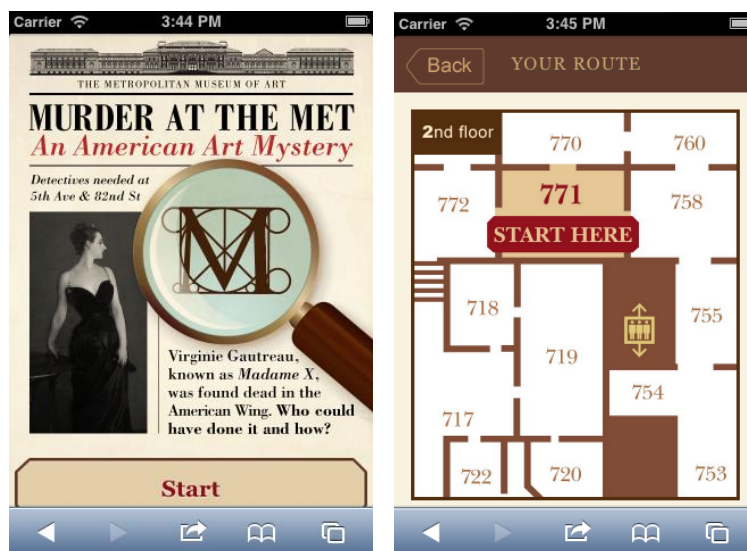 Carrier 3:44 PM
THE METROPOLITAN MUSEUM OF ART
MURDER AT THE MET
An American Art Mystery
Detectives needed at
5th Ave & 82nd St
M
Virginie Gautreau,
known as Madame X,
was found dead in the
American Wing. Who could
have done it and how?
Start
Carrier 3:45 PM
Back YOUR ROUTE
2nd floor
770
760
772
771
758
START HERE
718
719
755
754
717
722
720
753